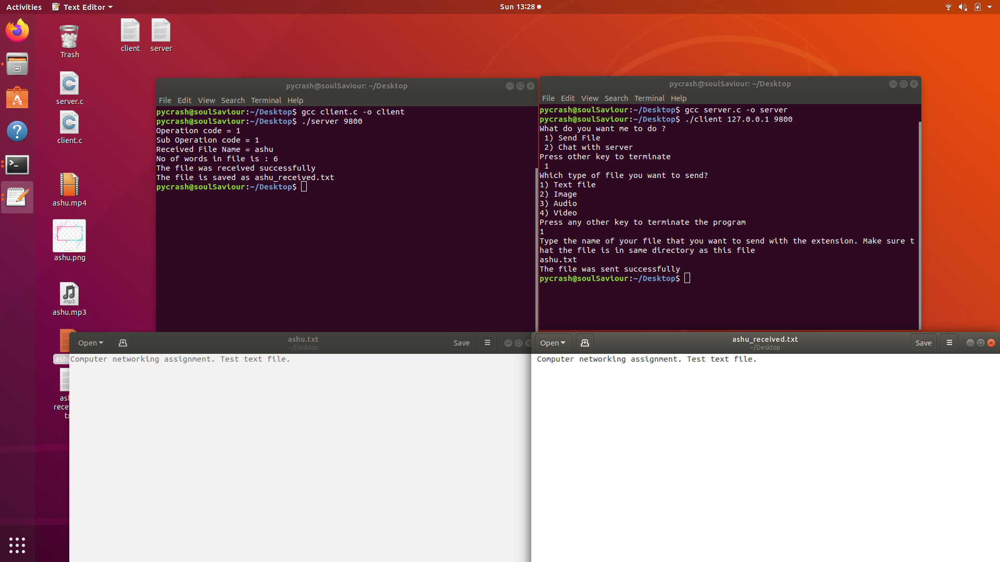 Activities
Text Editor
Sun 13:28
Trash
client
server
server.c
client.c
ashu.mp4
ashu.png
ashu.mp3
mp3
pycrash@soulSaviour: ~/Desktop
File Edit View Search Terminal Help
pycrash@soulSaviour:~/Desktop$ gcc client.c -o client
pycrash@soulSaviour:~/Desktop$ ./server 9800
Operation code = 1
Sub Operation code = 1
Received File Name = ashu
No of words in file is : 6
The file was received successfully
The file is saved as ashu_received.txt
pycrash@soulSaviour:~/Desktop$
pycrash@soulSaviour: ~/Desktop
File Edit View Search Terminal Help
pycrash@soulSaviour:~/Desktop$ gcc server.c -o server
pycrash@soulSaviour:~/Desktop$ ./client 127.0.0.1 9800
What do you want me to do ?
1) Send File
2) Chat with server
Press other key to terminate
1
Which type of file you want to send?
1) Text file
2) Image
3) Audio
4) Video
Press any other key to terminate the program
1
Type the name of your file that you want to send with the extension. Make sure t
hat the file is in same directory as this file
ashu.txt
The file was sent successfully
pycrash@soulSaviour:~/Desktop$
Open
ashu.txt
~/Desktop
Save
Computer networking assignment. Test text file.
Open
ashu_received.txt
~/Desktop
Save
Computer networking assignment. Test text file.